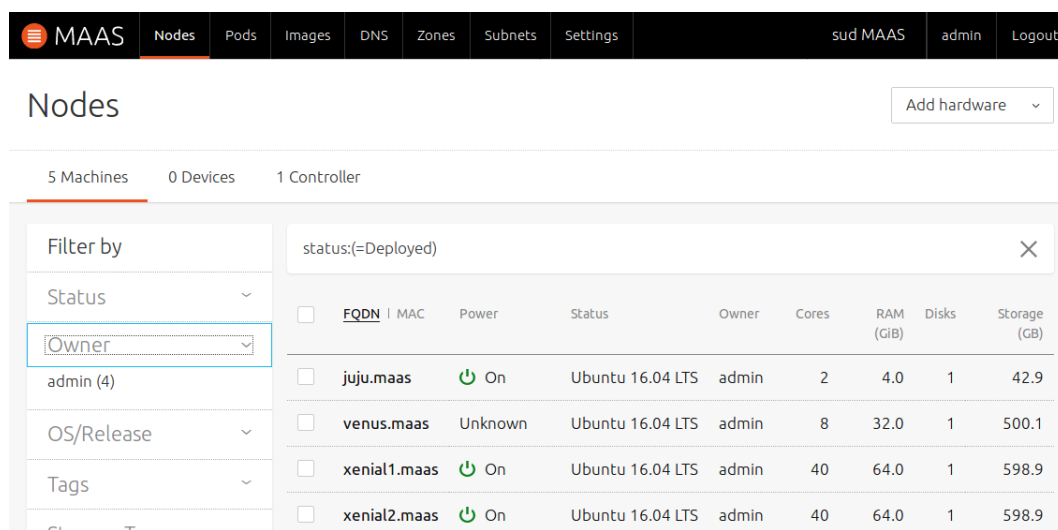 MAAS Nodes Pods Images DNS Zones Subnets Settings sud MAAS admin Logout
Nodes
Add hardware
5 Machines 0 Devices 1 Controller
Filter by
Status
Owner
admin (4)
OS/Release
Tags
status:(=Deployed)
FQDN | MAC Power Status Owner Cores RAM (GiB) Disks Storage (GB)
juju.maas On Ubuntu 16.04 LTS admin 2 4.0 1 42.9
venus.maas Unknown Ubuntu 16.04 LTS admin 8 32.0 1 500.1
xenial1.maas On Ubuntu 16.04 LTS admin 40 64.0 1 598.9
xenial2.maas On Ubuntu 16.04 LTS admin 40 64.0 1 598.9